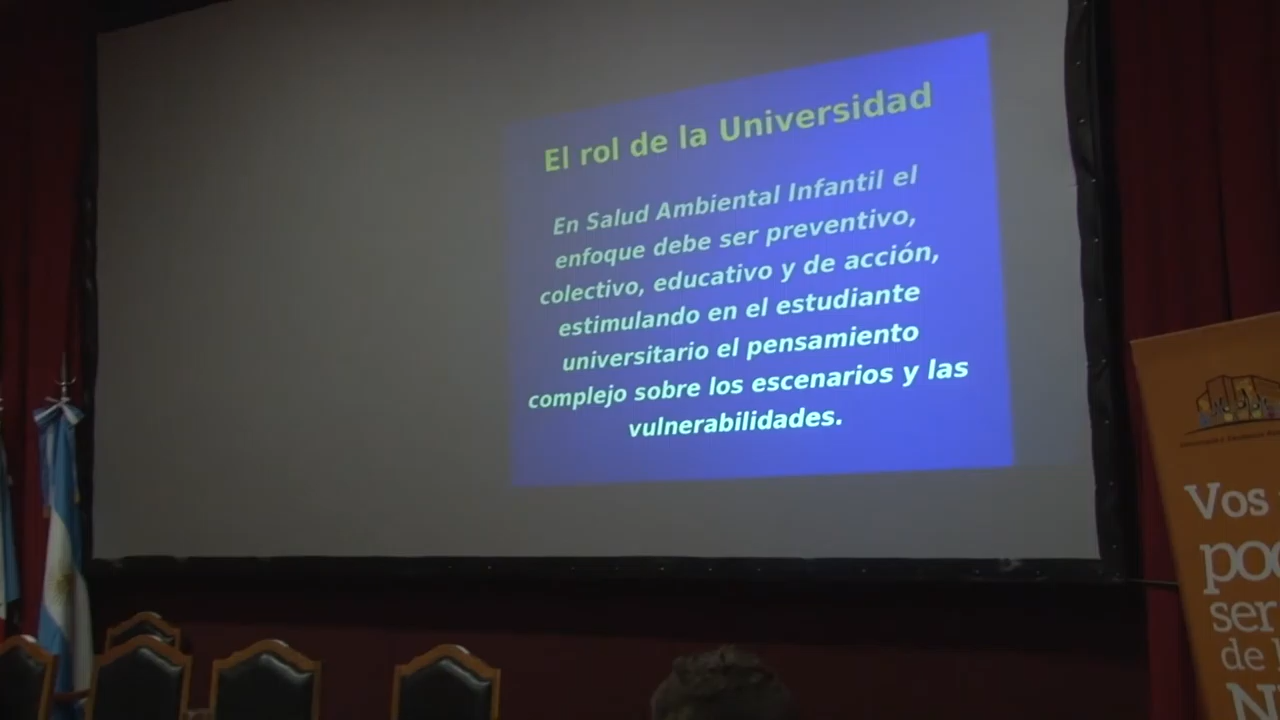 El rol de la Universidad
En Salud Ambiental Infantil el
enfoque debe ser preventivo,
colectivo, educativo y de acción,
estimulando en el estudiante
universitario el pensamiento
complejo sobre los escenarios y las
vulnerabilidades.
Vos
ser
de